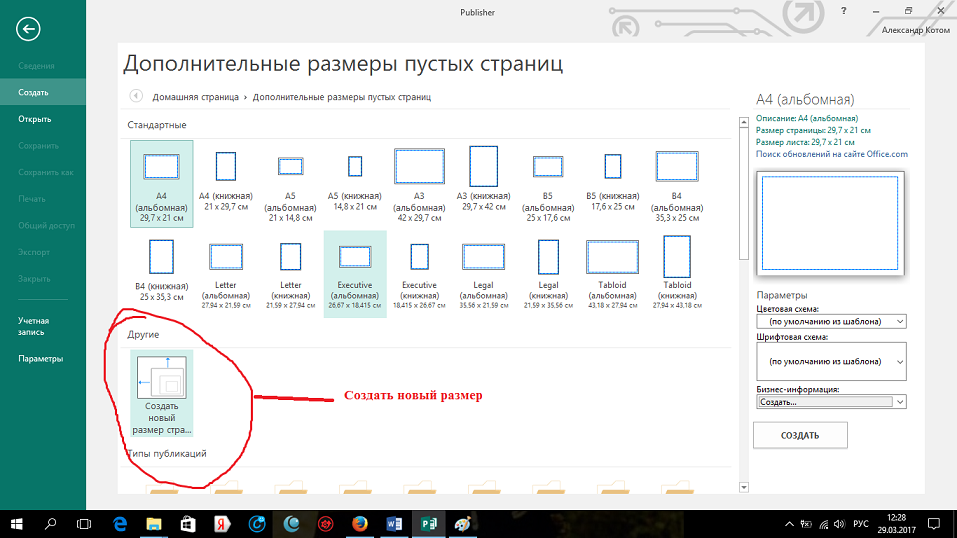 Publisher
?
Александр Котом
Сведения
Создать
Открыть
Сохранить
Сохранить как
Печать
Общий доступ
Экспорт
Закрыть
Учетная
запись
Параметры
Дополнительные размеры пустых страниц
Домашняя страница › Дополнительные размеры пустых страниц
Стандартные
A4
(альбомная)
29,7 x 21 см
A4 (книжная)
21 x 29,7 см
A5
(альбомная)
21 x 14,8 см
A5 (книжная)
14,8 x 21 см
A3
(альбомная)
42 x 29,7 см
A3 (книжная)
29,7 x 42 см
B5
(альбомная)
25 x 17,6 см
B5 (книжная)
17,6 x 25 см
B4
(альбомная)
35,3 x 25 см
B4 (книжная)
25 x 35,3 см
Letter
(альбомная)
27,94 x 21.59 см
Letter
(книжная)
21,59 x 27.94 см
Executive
(альбомная)
26,67 x 18.415 см
Executive
(книжная)
18,415 x 26.67 см
Legal
(альбомная)
35,56 x 21.59 см
Legal
(книжная)
21,59 x 35.56 см
Tabloid
(альбомная)
43,18 x 27.94 см
Tabloid
(книжная)
27,94 x 43.18 см
Другие
Создать
новый
размер стра...
Создать новый размер
Типы публикаций
A4 (альбомная)
Описание: A4 (альбомная)
Размер страницы: 29,7 x 21 см
Размер листа: 29,7 x 21 см
Поиск обновлений на сайте Office.com
Параметры
Цветовая схема:
(по умолчанию из шаблона)
Шрифтовая схема:
(по умолчанию из шаблона)
Бизнес-информация:
Создать...
СОЗДАТЬ
РУС
12:28
29.03.2017